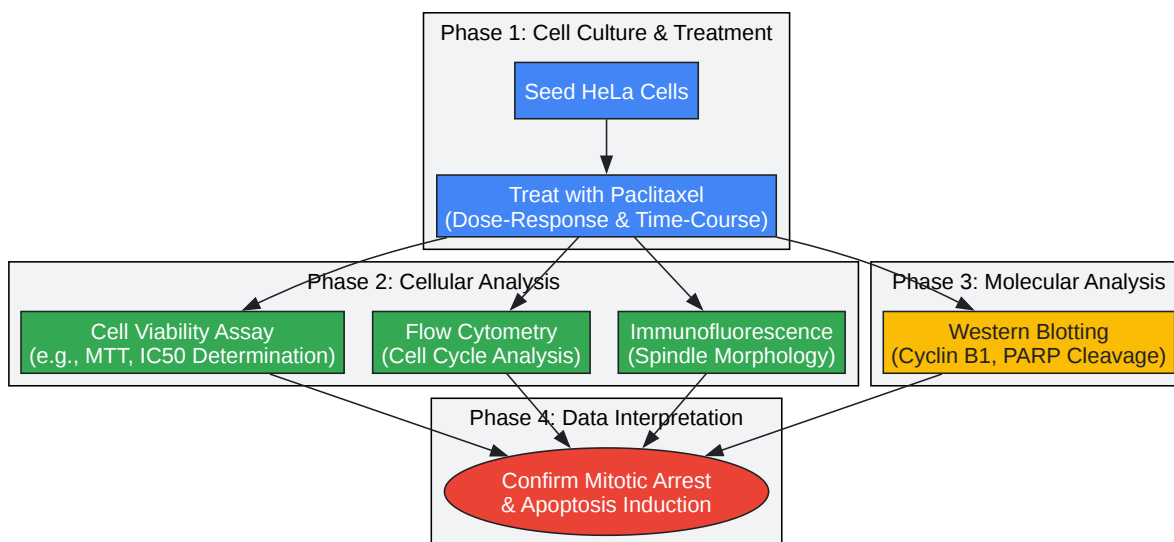 Phase 1: Cell Culture & Treatment
Seed HeLa Cells
Treat with Paclitaxel
(Dose-Response & Time-Course)
Phase 2: Cellular Analysis
Cell Viability Assay
(e.g., MTT, IC50 Determination)
Flow Cytometry
(Cell Cycle Analysis)
Immunofluorescence
(Spindle Morphology)
Phase 3: Molecular Analysis
Western Blotting
(Cyclin B1, PARP Cleavage)
Phase 4: Data Interpretation
Confirm Mitotic Arrest
& Apoptosis Induction